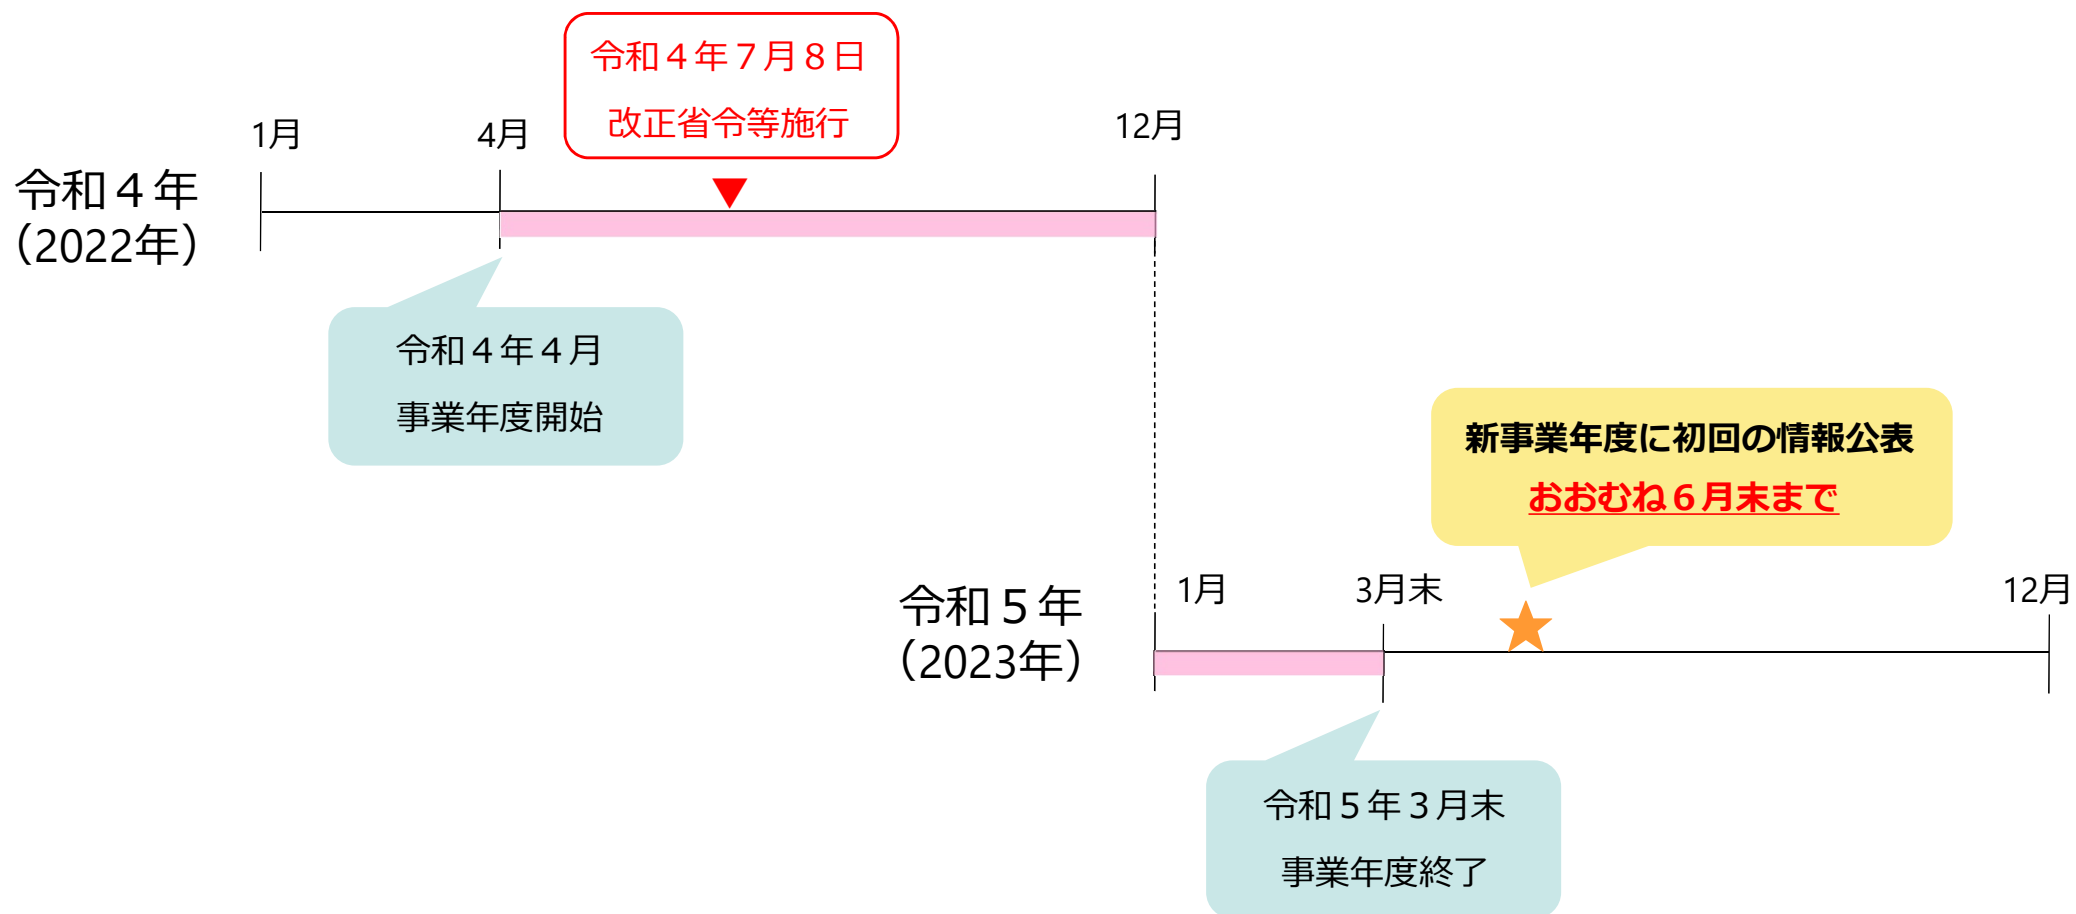 令和４年７月８日
改正省令等施行
1月
4月
12月
令和４年
（2022年）
令和４年４月
事業年度開始
新事業年度に初回の情報公表
おおむね６月末まで
令和５年
（2023年）
1月
3月末
12月
令和５年３月末
事業年度終了